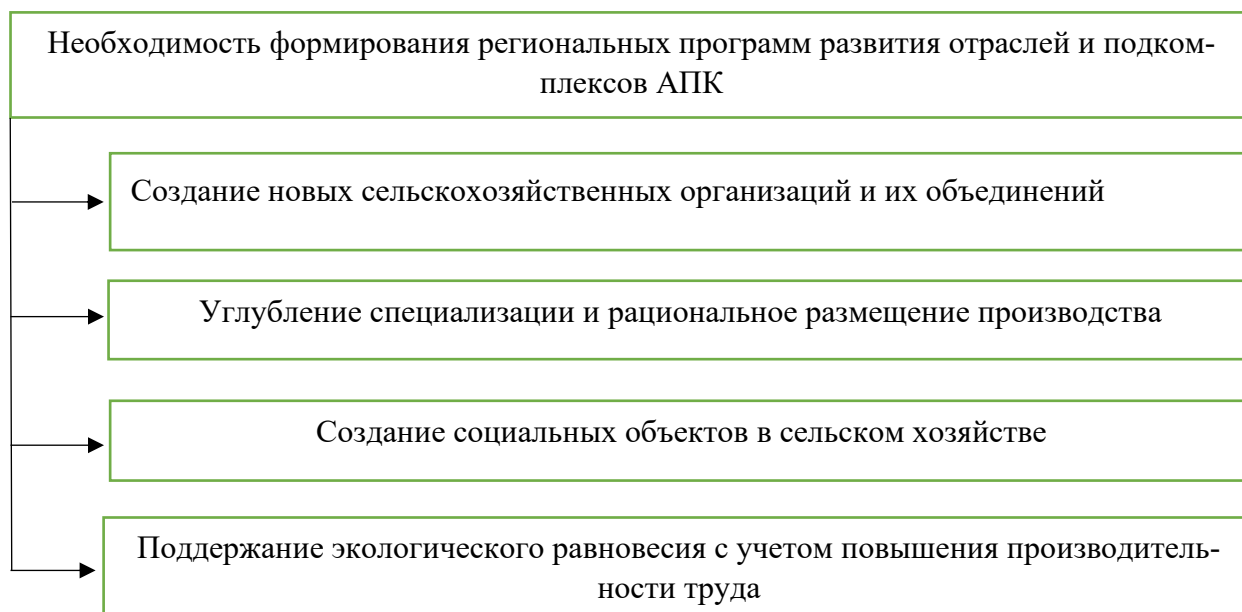 Необходимость формирования региональных программ развития отраслей и подком-
плексов АПК
Создание новых сельскохозяйственных организаций и их объединений
Углубление специализации и рациональное размещение производства
Создание социальных объектов в сельском хозяйстве
Поддержание экологического равновесия с учетом повышения производитель-
ности труда